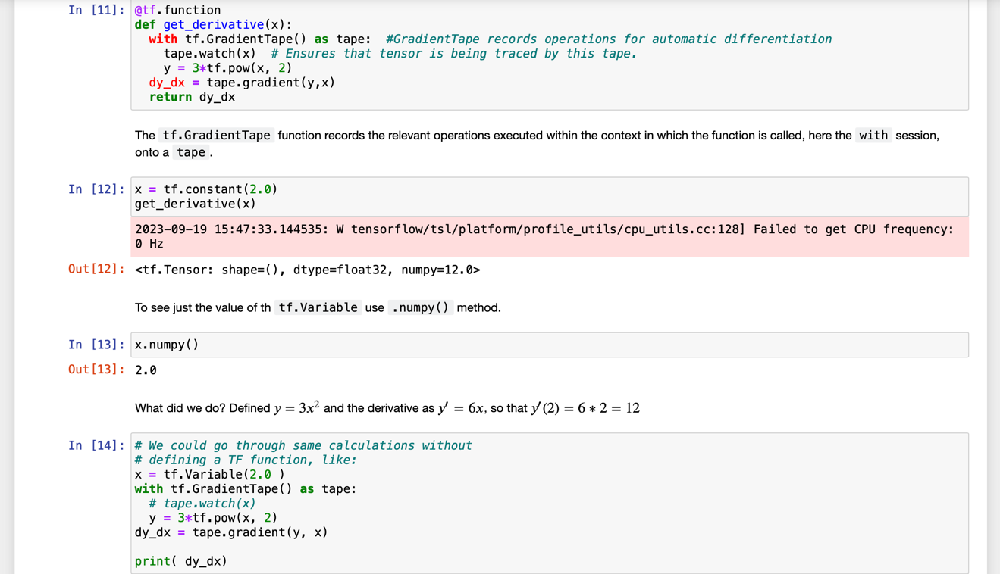 In [11]: @tf.function
def get_derivative(x):
  with tf.GradientTape() as tape:  #GradientTape records operations for automatic differentiation
    tape.watch(x)  # Ensures that tensor is being traced by this tape.
    y = 3*tf.pow(x, 2)
  dy_dx = tape.gradient(y,x)
  return dy_dx
The tf.GradientTape function records the relevant operations executed within the context in which the function is called, here the with session,
onto a tape .
In [12]: x = tf.constant(2.0)
get_derivative(x)
2023-09-19 15:47:33.144535: W tensorflow/tsl/platform/profile_utils/cpu_utils.cc:128] Failed to get CPU frequency:
0 Hz
Out[12]: <tf.Tensor: shape=(), dtype=float32, numpy=12.0>
To see just the value of th tf.Variable use .numpy() method.
In [13]: x.numpy()
Out[13]: 2.0
What did we do? Defined y = 3x² and the derivative as y′ = 6x, so that y′(2) = 6 * 2 = 12
In [14]: # We could go through same calculations without
# defining a TF function, like:
x = tf.Variable(2.0 )
with tf.GradientTape() as tape:
  # tape.watch(x)
  y = 3*tf.pow(x, 2)
dy_dx = tape.gradient(y, x)
print( dy_dx)